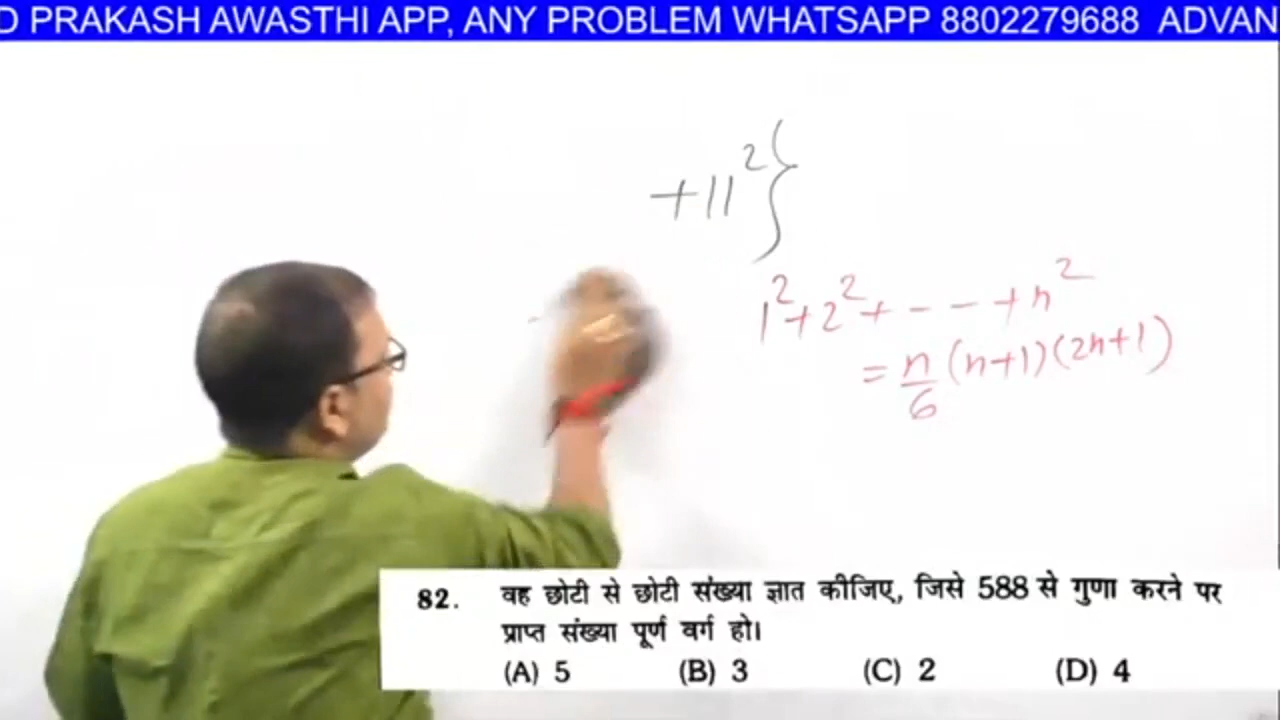 D PRAKASH AWASTHI APP, ANY PROBLEM WHATSAPP 8802279688 ADVAN
+11²}
1²+2²+---+n²
=n/6(n+1)(2n+1)
82. वह छोटी से छोटी संख्या ज्ञात कीजिए, जिसे 588 से गुणा करने पर
प्राप्त संख्या पूर्ण वर्ग हो।
(A) 5 (B) 3 (C) 2 (D) 4